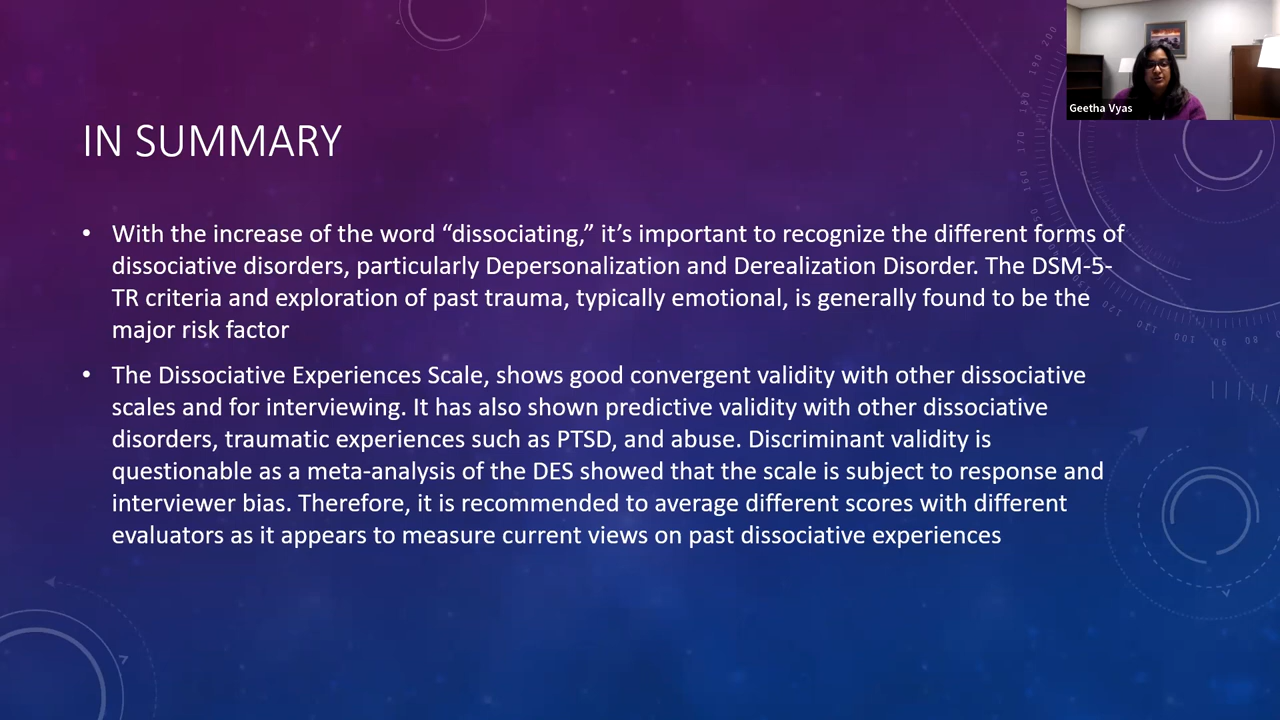 Geetha Vyas
IN SUMMARY
• With the increase of the word “dissociating,” it’s important to recognize the different forms of
dissociative disorders, particularly Depersonalization and Derealization Disorder. The DSM-5-
TR criteria and exploration of past trauma, typically emotional, is generally found to be the
major risk factor
• The Dissociative Experiences Scale, shows good convergent validity with other dissociative
scales and for interviewing. It has also shown predictive validity with other dissociative
disorders, traumatic experiences such as PTSD, and abuse. Discriminant validity is
questionable as a meta-analysis of the DES showed that the scale is subject to response and
interviewer bias. Therefore, it is recommended to average different scores with different
evaluators as it appears to measure current views on past dissociative experiences
200
190
180
170
160